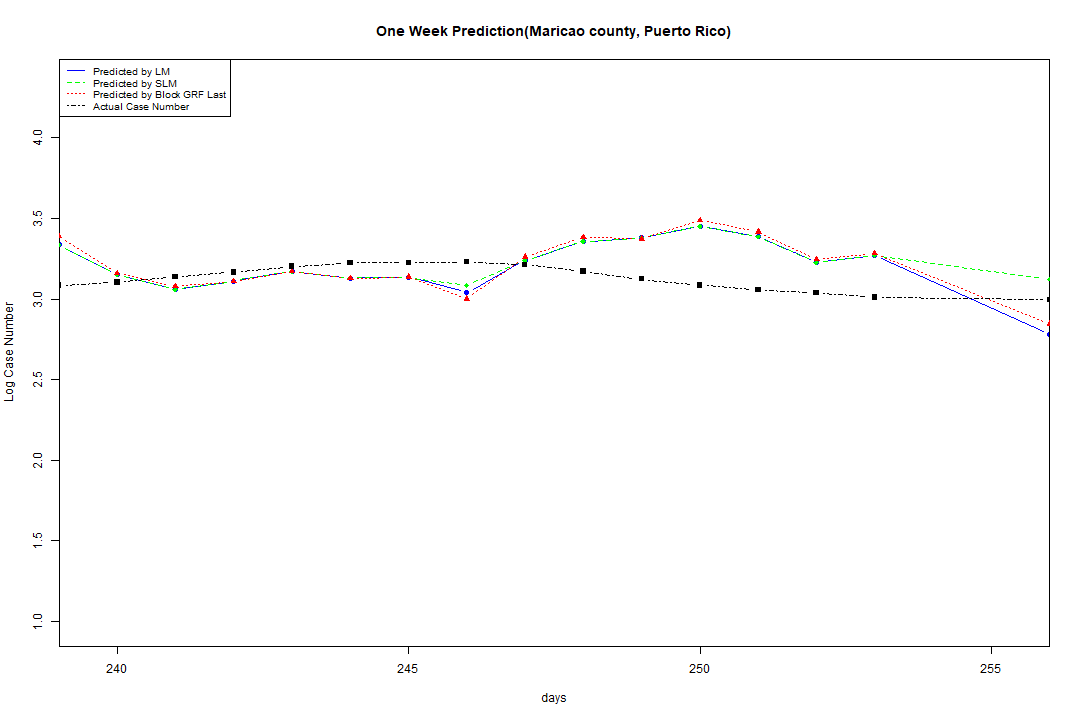 One Week Prediction(Maricao county, Puerto Rico)
Predicted by LM
Predicted by SLM
Predicted by Block GRF Last
Actual Case Number
Log Case Number
4.0
3.5
3.0
2.5
2.0
1.5
1.0
240 245 250 255
days